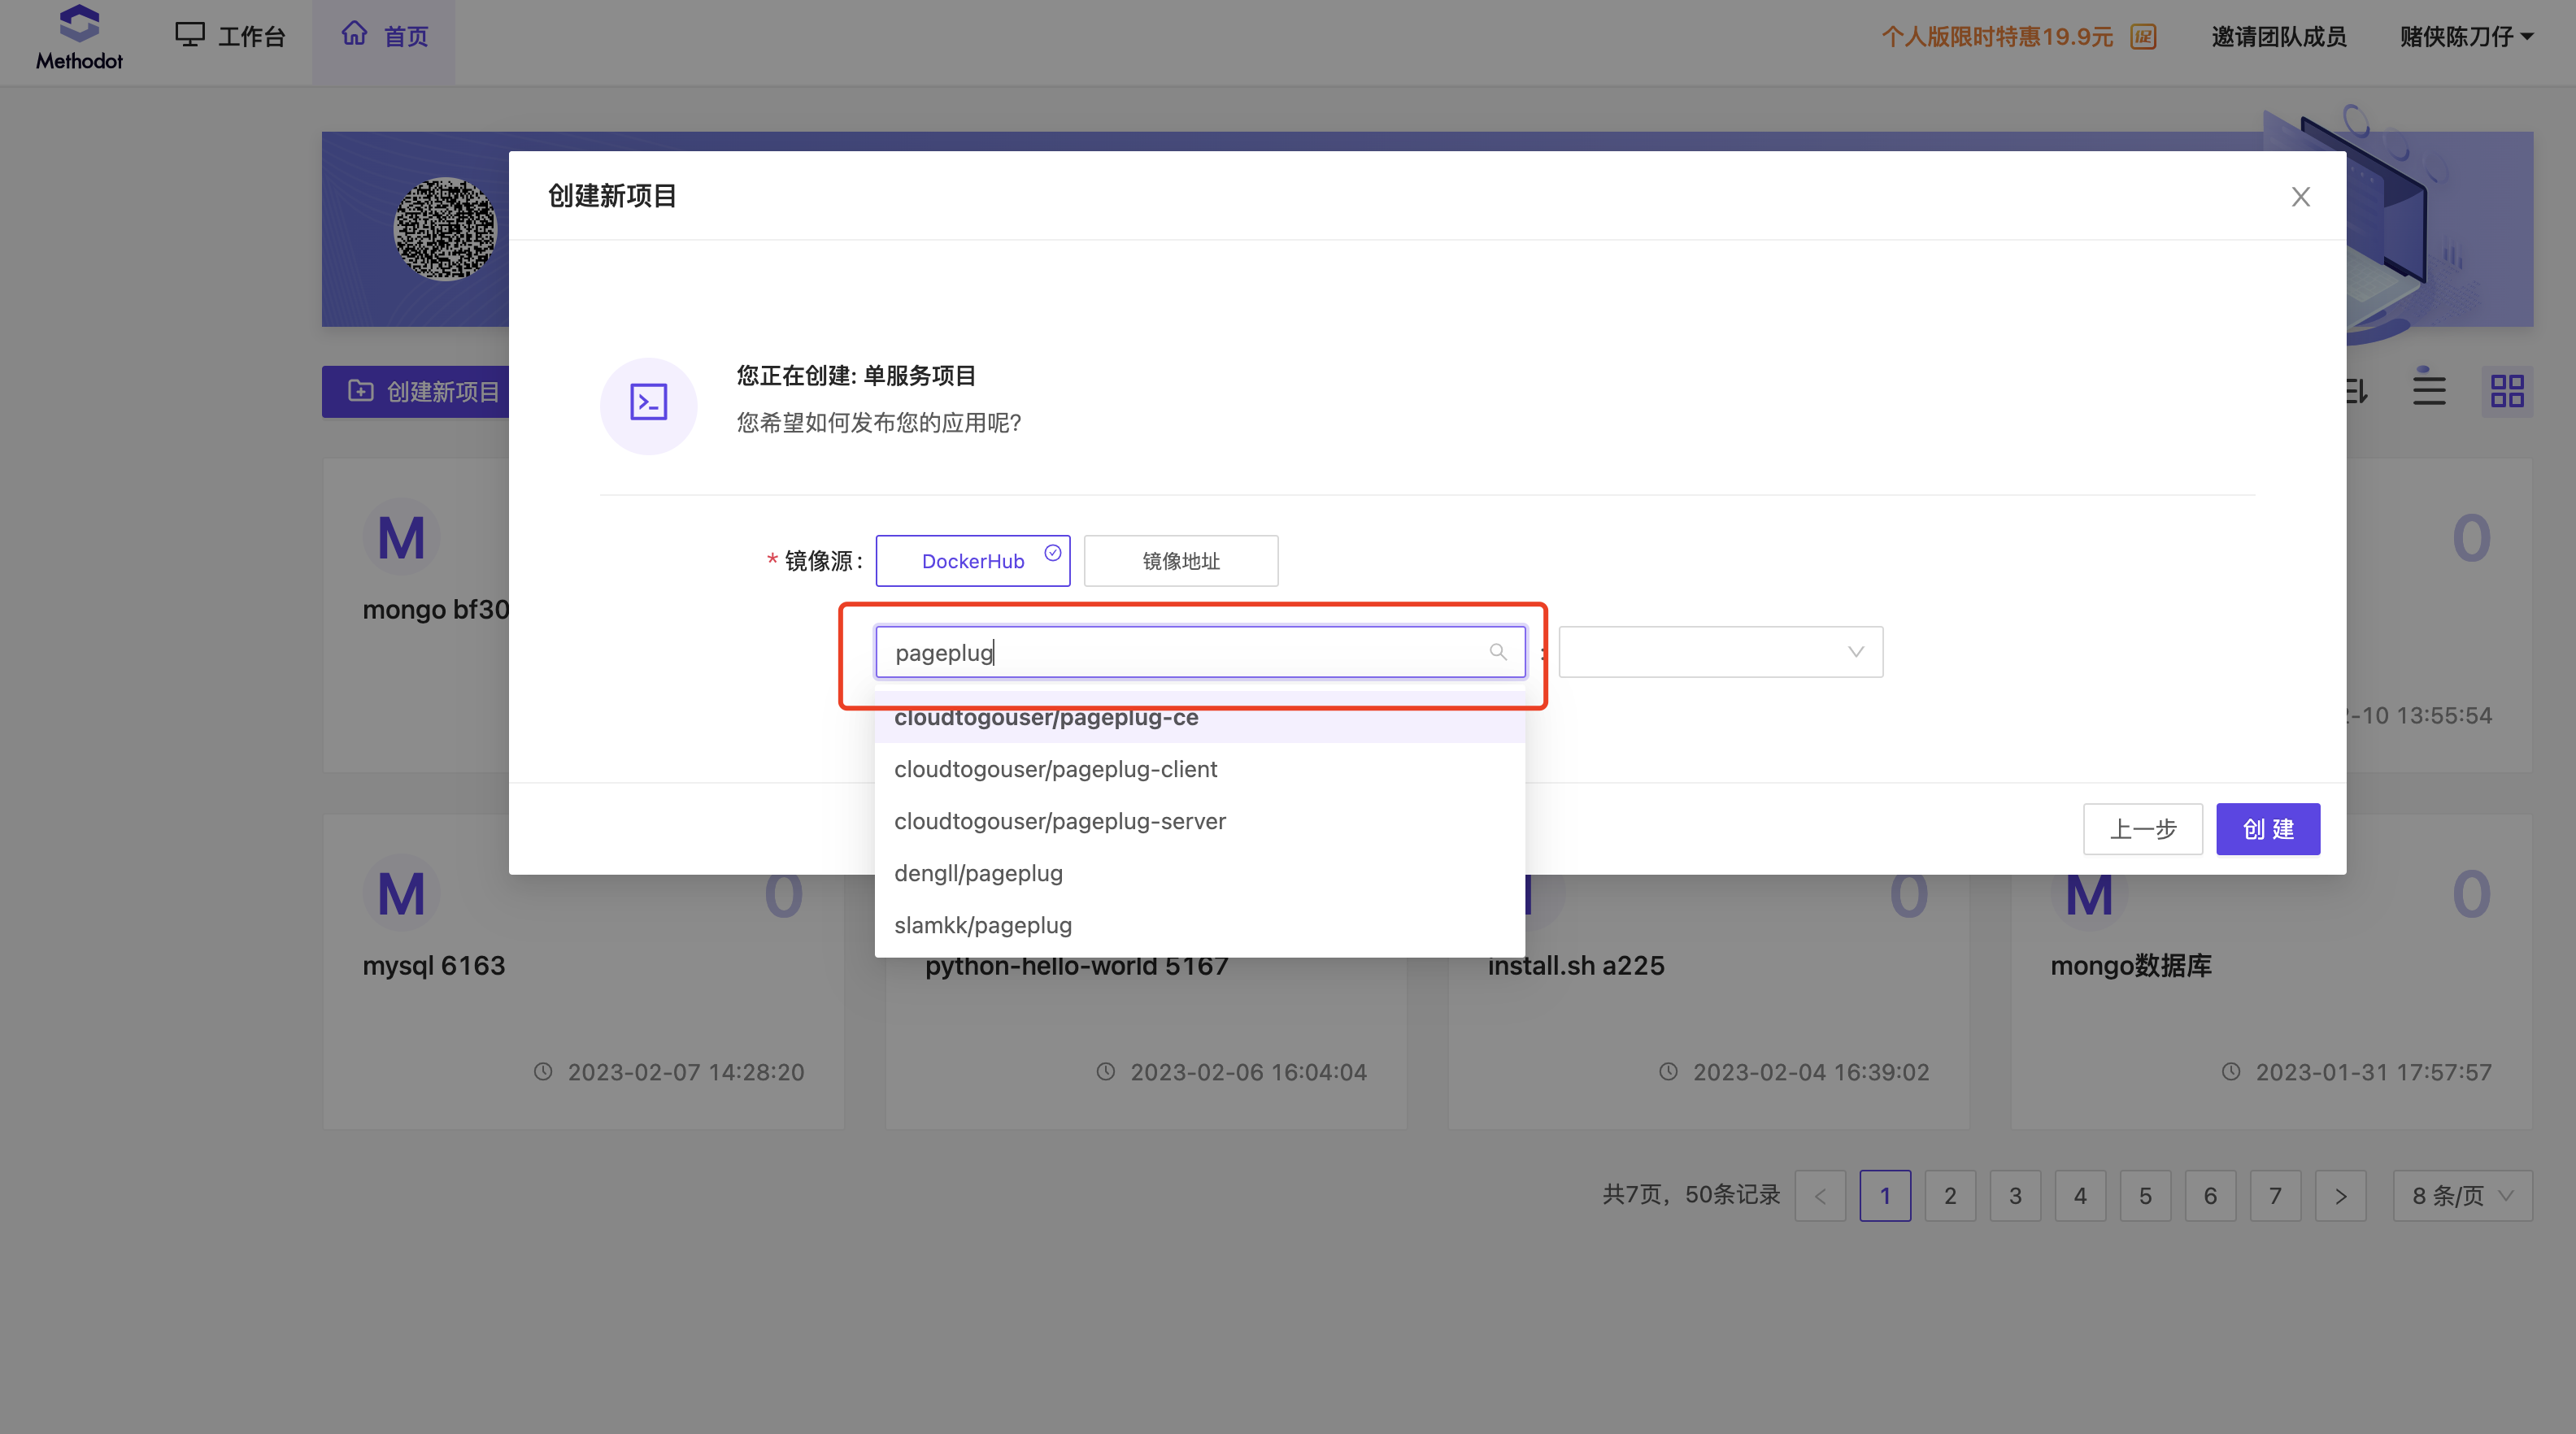 Methodot
工作台
首页
个人版限时特惠19.9元 促
邀请团队成员
赌侠陈刀仔
创建新项目
您正在创建: 单服务项目
您希望如何发布您的应用呢?
创建新项目
* 镜像源:
DockerHub
镜像地址
pageplug
:
cloudtogouser/pageplug-ce
cloudtogouser/pageplug-client
cloudtogouser/pageplug-server
dengll/pageplug
slamkk/pageplug
上一步
创 建
M
mongo bf30
0
-10 13:55:54
M
0
mysql 6163
2023-02-07 14:28:20
python-hello-world 5167
2023-02-06 16:04:04
0
install.sh a225
2023-02-04 16:39:02
M
0
mongo数据库
2023-01-31 17:57:57
共7页，50条记录
<
1
2
3
4
5
6
7
>
8 条/页